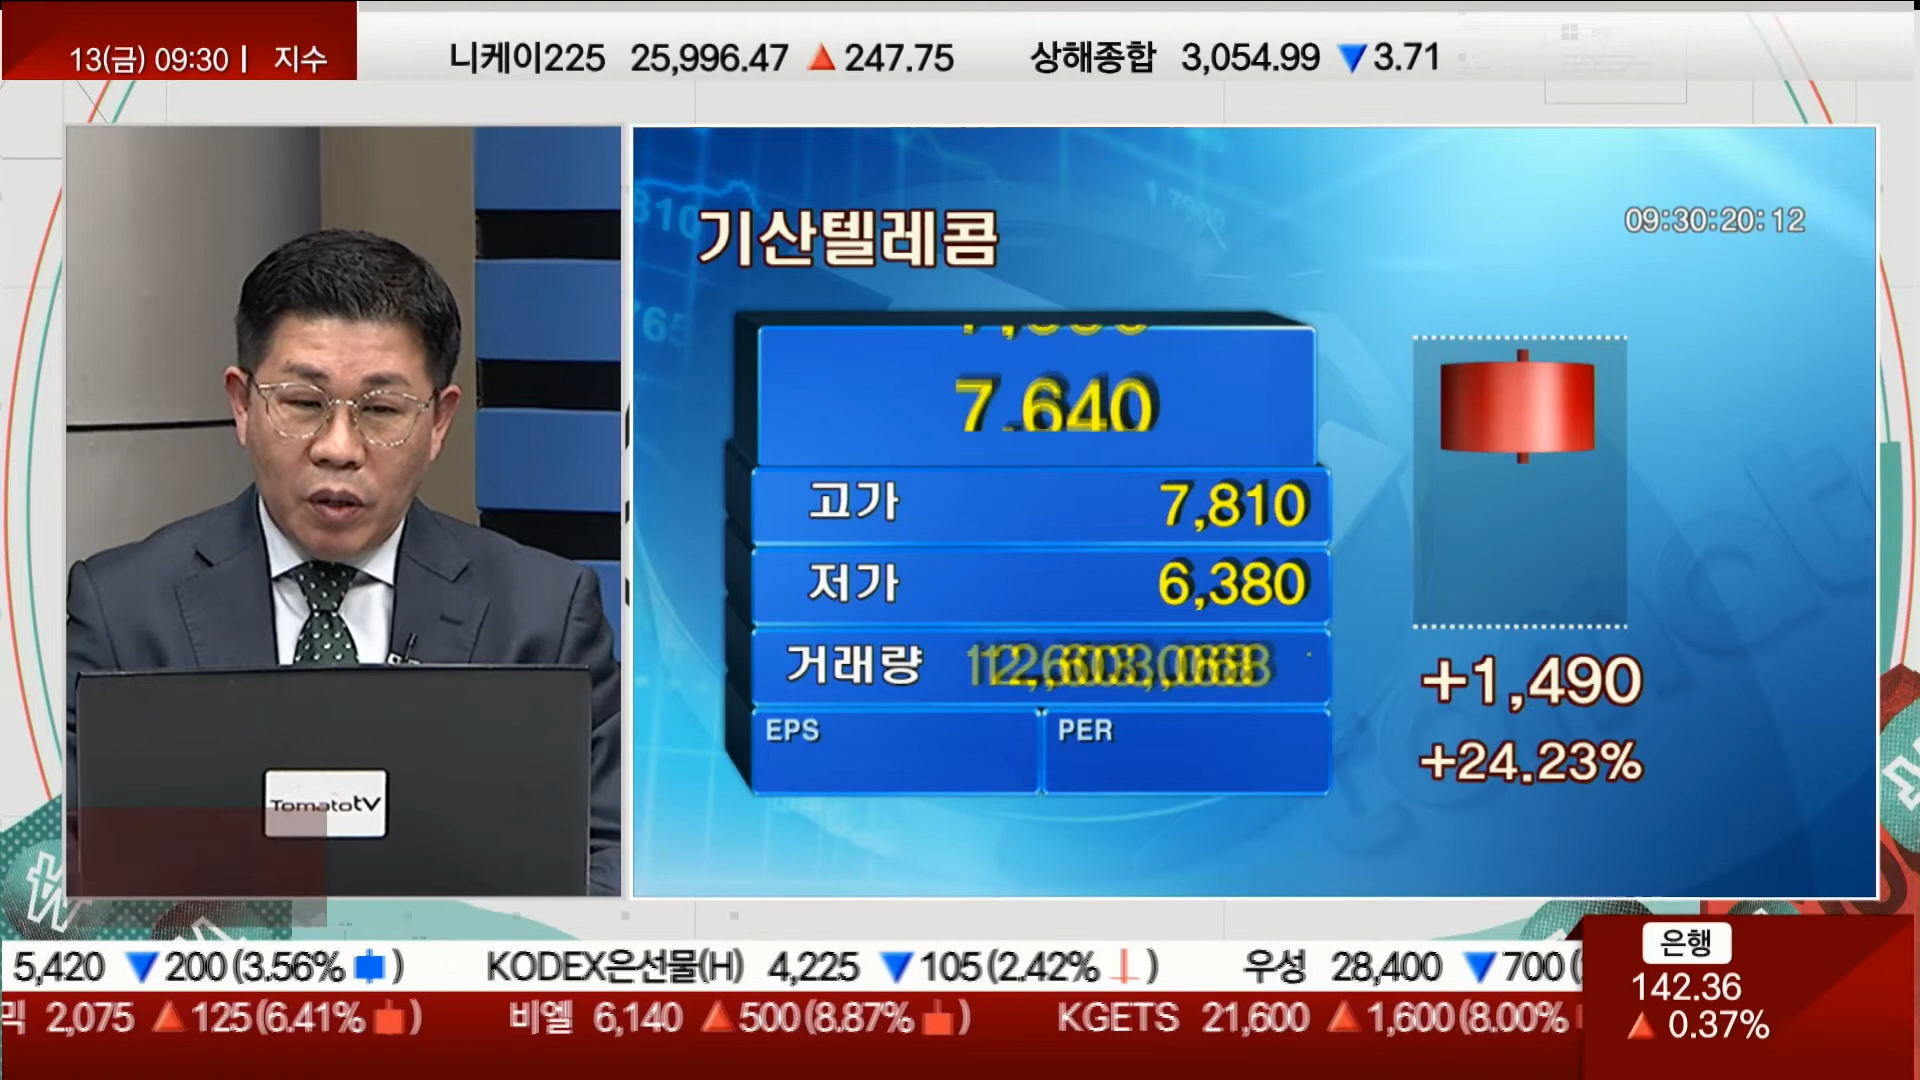 13(금) 09:30 | 지수 니케이225 25,996.47 ▲247.75 상해종합 3,054.99 ▼3.71
기산텔레콤
09:30:20:12
7,640
고가 7,810
저가 6,380
거래량
EPS PER
+1,490
+24.23%
TomatoTV
5,420 ▼200(3.56%) KODEX은선물(H) 4,225 ▼105(2.42%) 우성 28,400 ▼700(
믹 2,075 ▲125(6.41%) 비엘 6,140 ▲500(8.87%) KGETS 21,600 ▲1,600(8.00%
은행
142.36
▲ 0.37%